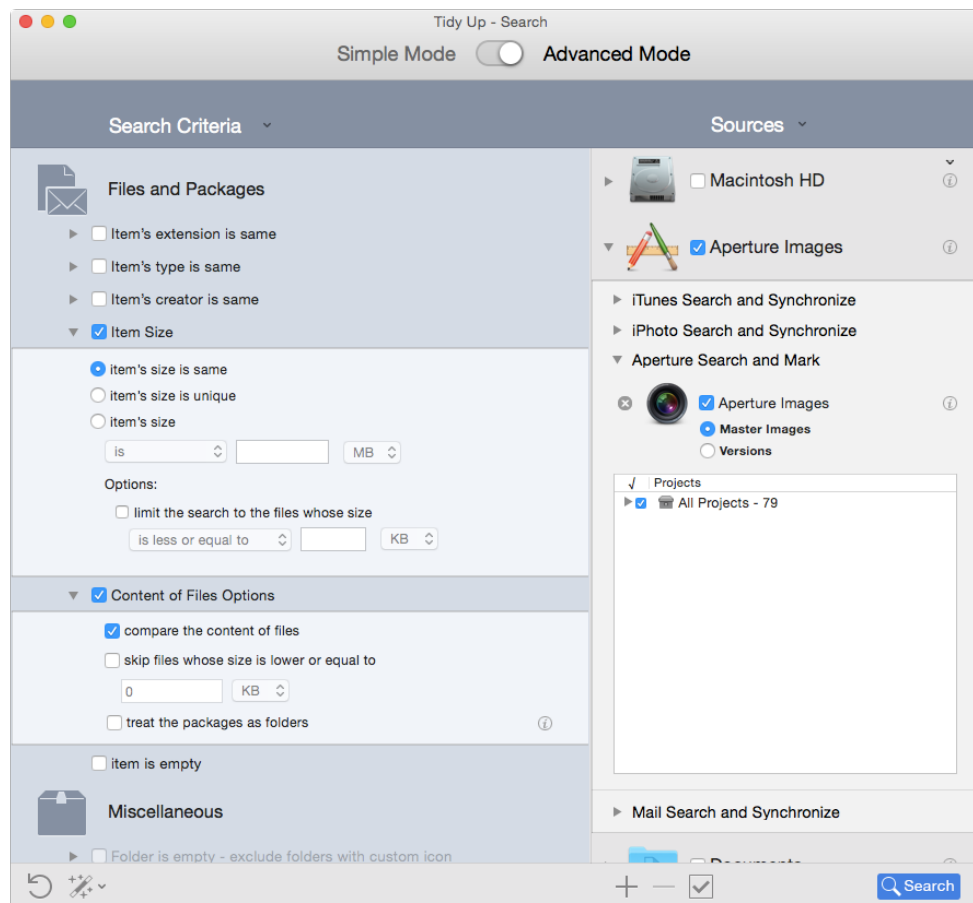 Tidy Up - Search
Simple Mode Advanced Mode
Search Criteria
Sources
Files and Packages
Item's extension is same
Item's type is same
Item's creator is same
Item Size
item's size is same
item's size is unique
item's size
is MB
Options:
limit the search to the files whose size
is less or equal to KB
Content of Files Options
compare the content of files
skip files whose size is lower or equal to
0 KB
treat the packages as folders
item is empty
Miscellaneous
Folder is empty - exclude folders with custom icon
Macintosh HD
Aperture Images
iTunes Search and Synchronize
iPhoto Search and Synchronize
Aperture Search and Mark
Aperture Images
Master Images
Versions
√ Projects
All Projects - 79
Mail Search and Synchronize
Documents
Search